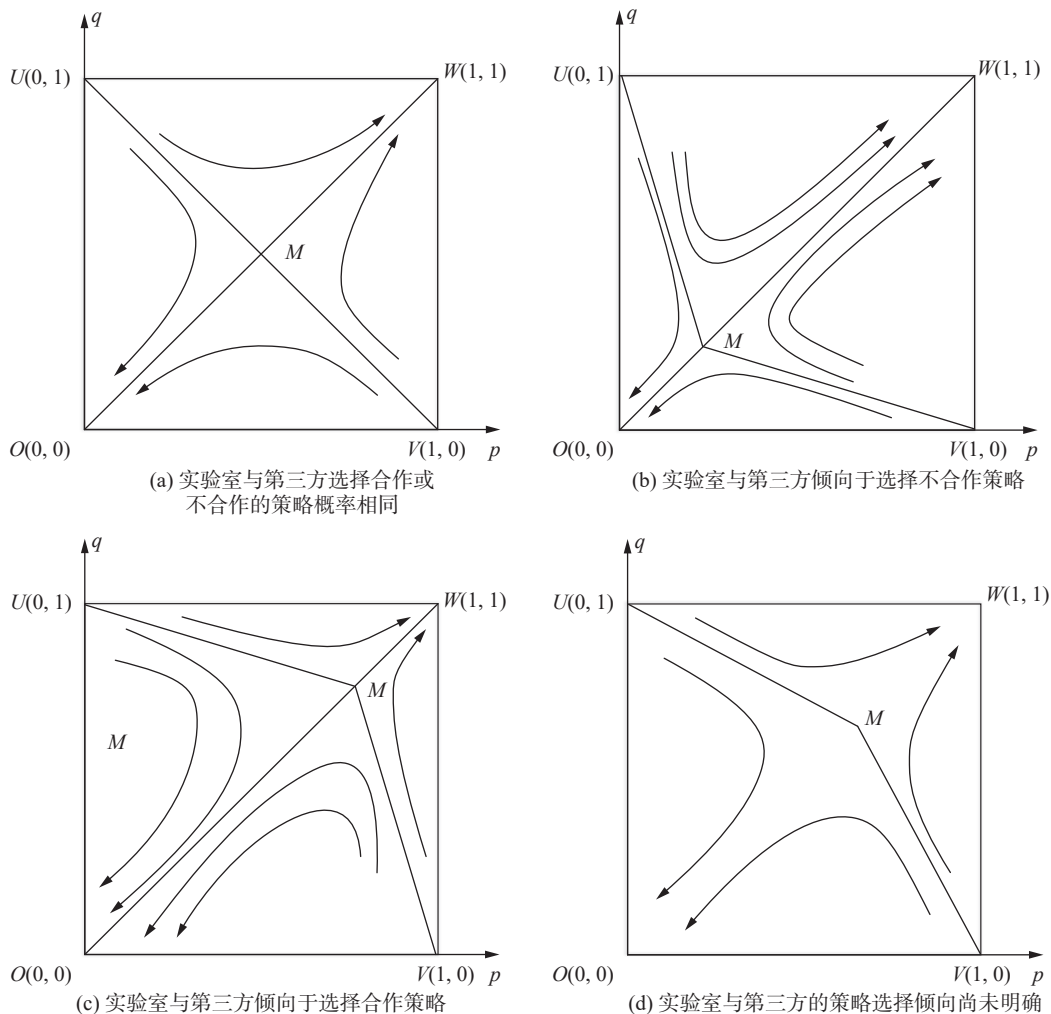 q
U(0, 1)
W(1, 1)
M
O(0, 0)
V(1, 0)
p
(a) 实验室与第三方选择合作或
不合作的策略概率相同
q
U(0, 1)
W(1, 1)
M
O(0, 0)
V(1, 0)
p
(b) 实验室与第三方倾向于选择不合作策略
q
U(0, 1)
W(1, 1)
M
M
O(0, 0)
V(1, 0)
p
(c) 实验室与第三方倾向于选择合作策略
q
U(0, 1)
W(1, 1)
M
O(0, 0)
V(1, 0)
p
(d) 实验室与第三方的策略选择倾向尚未明确